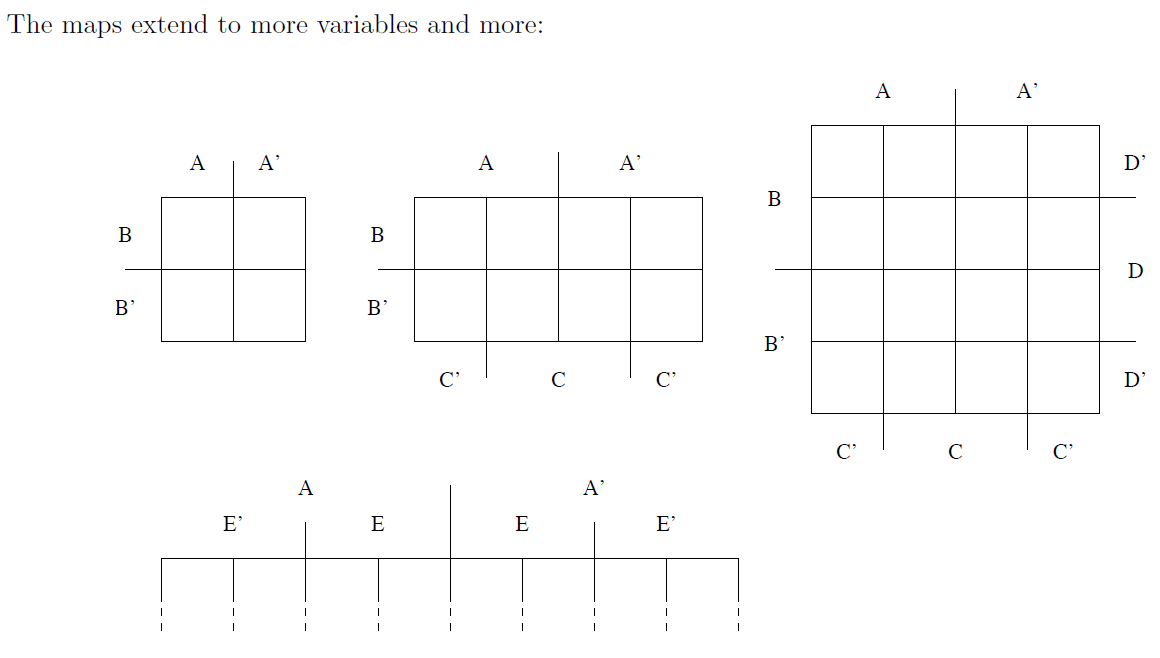 The maps extend to more variables and more:
A A'
B
B'
A A'
B
B'
C' C C'
A A'
D'
B
D
B'
D'
C' C C'
A A'
E' E E E'